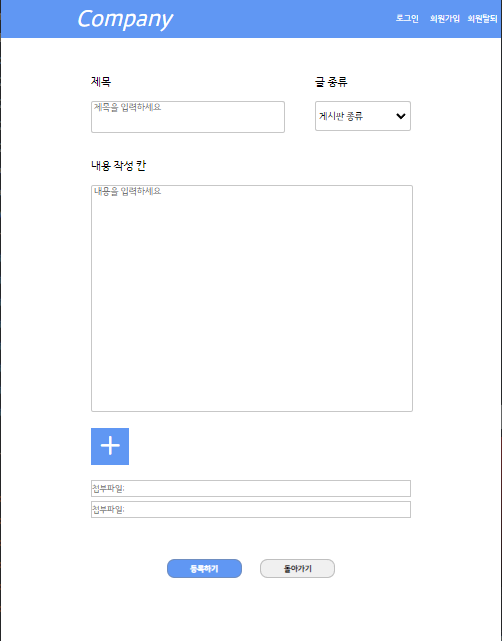 Company
로그인 회원가입 회원탈퇴
제목
글 종류
제목을 입력하세요
게시판 종류
내용 작성 칸
내용을 입력하세요
첨부파일:
첨부파일:
등록하기
돌아가기